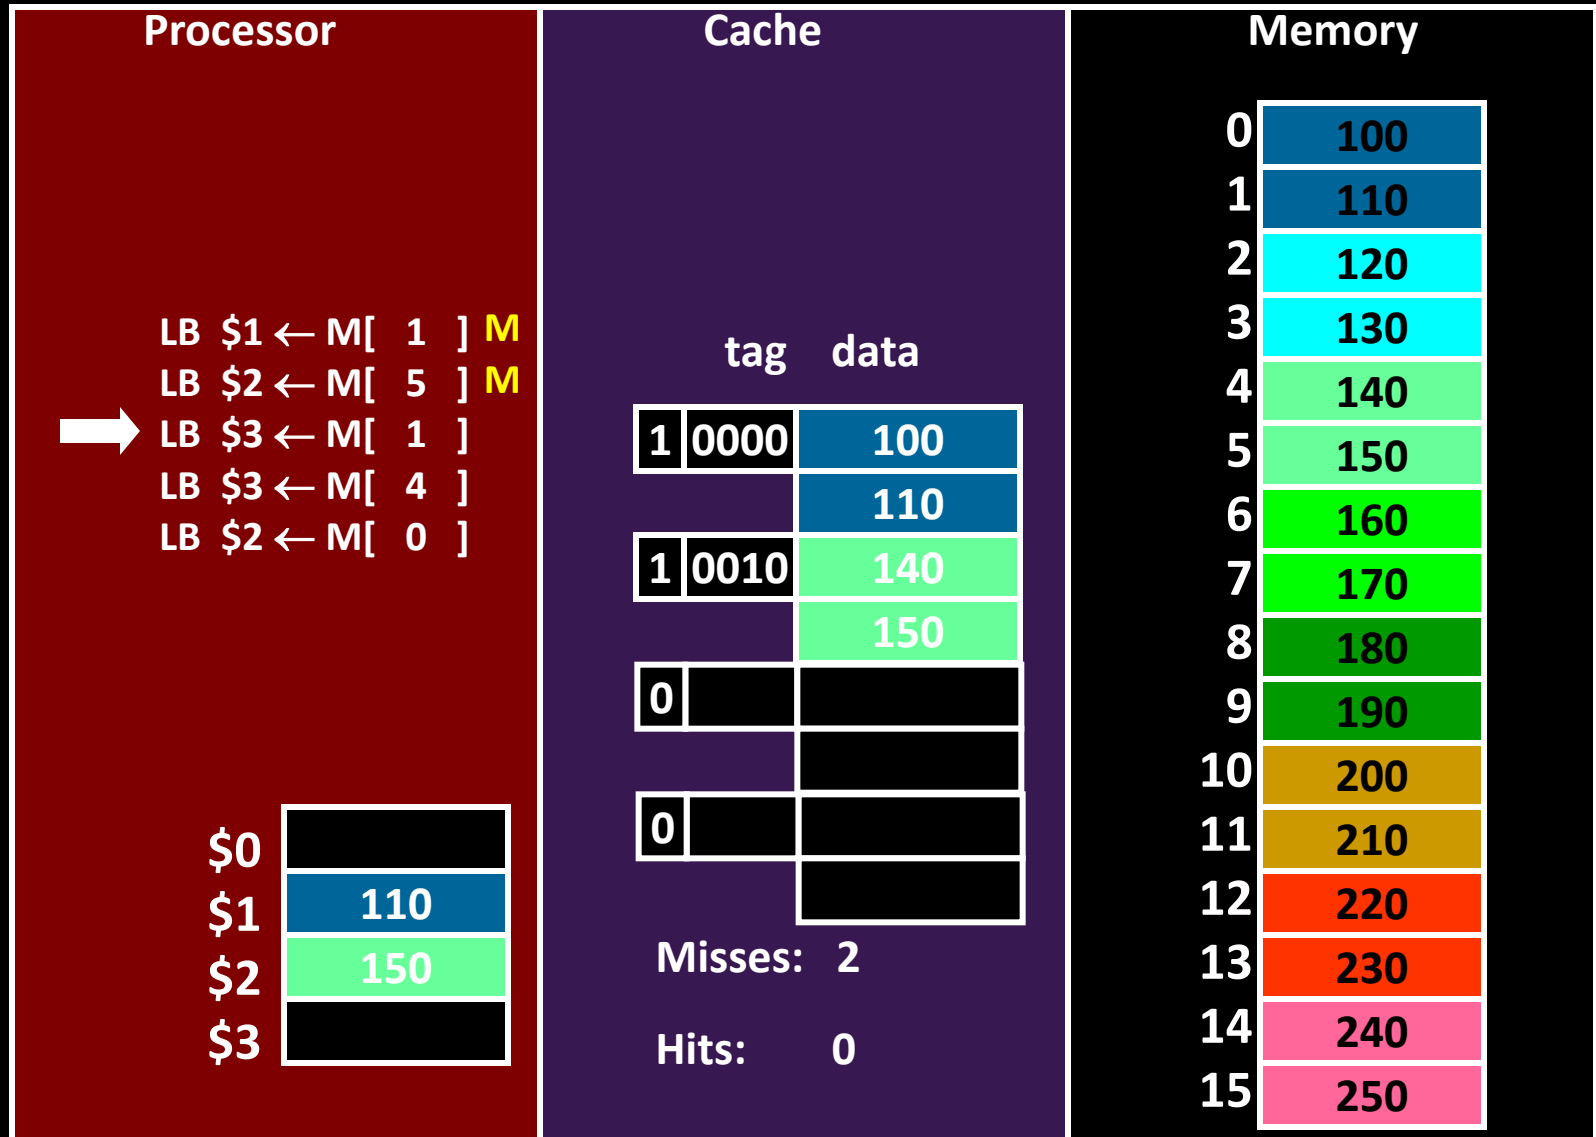 Processor
LB $1 ← M[ 1 ] M
LB $2 ← M[ 5 ] M
LB $3 ← M[ 1 ]
LB $3 ← M[ 4 ]
LB $2 ← M[ 0 ]
$0
$1 110
$2 150
$3
Cache
tag data
1 0000 100
110
1 0010 140
150
0
0
Misses: 2
Hits: 0
Memory
0 100
1 110
2 120
3 130
4 140
5 150
6 160
7 170
8 180
9 190
10 200
11 210
12 220
13 230
14 240
15 250